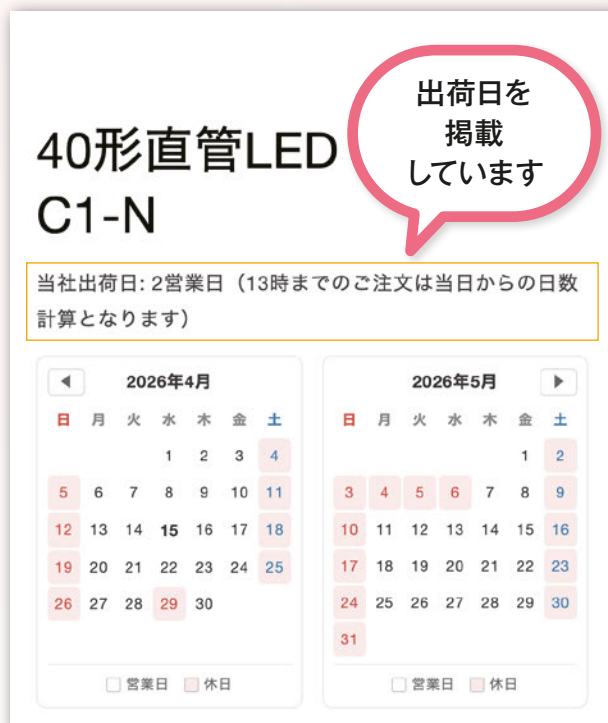 出荷日を
掲載
しています
40形直管LED
C1-N
当社出荷日: 2営業日（13時までのご注文は当日からの日数
計算となります）
2026年4月
日 月 火 水 木 金 土
1 2 3 4
5 6 7 8 9 10 11
12 13 14 15 16 17 18
19 20 21 22 23 24 25
26 27 28 29 30
営業日 休日
2026年5月
日 月 火 水 木 金 土
1 2
3 4 5 6 7 8 9
10 11 12 13 14 15 16
17 18 19 20 21 22 23
24 25 26 27 28 29 30
31
営業日 休日